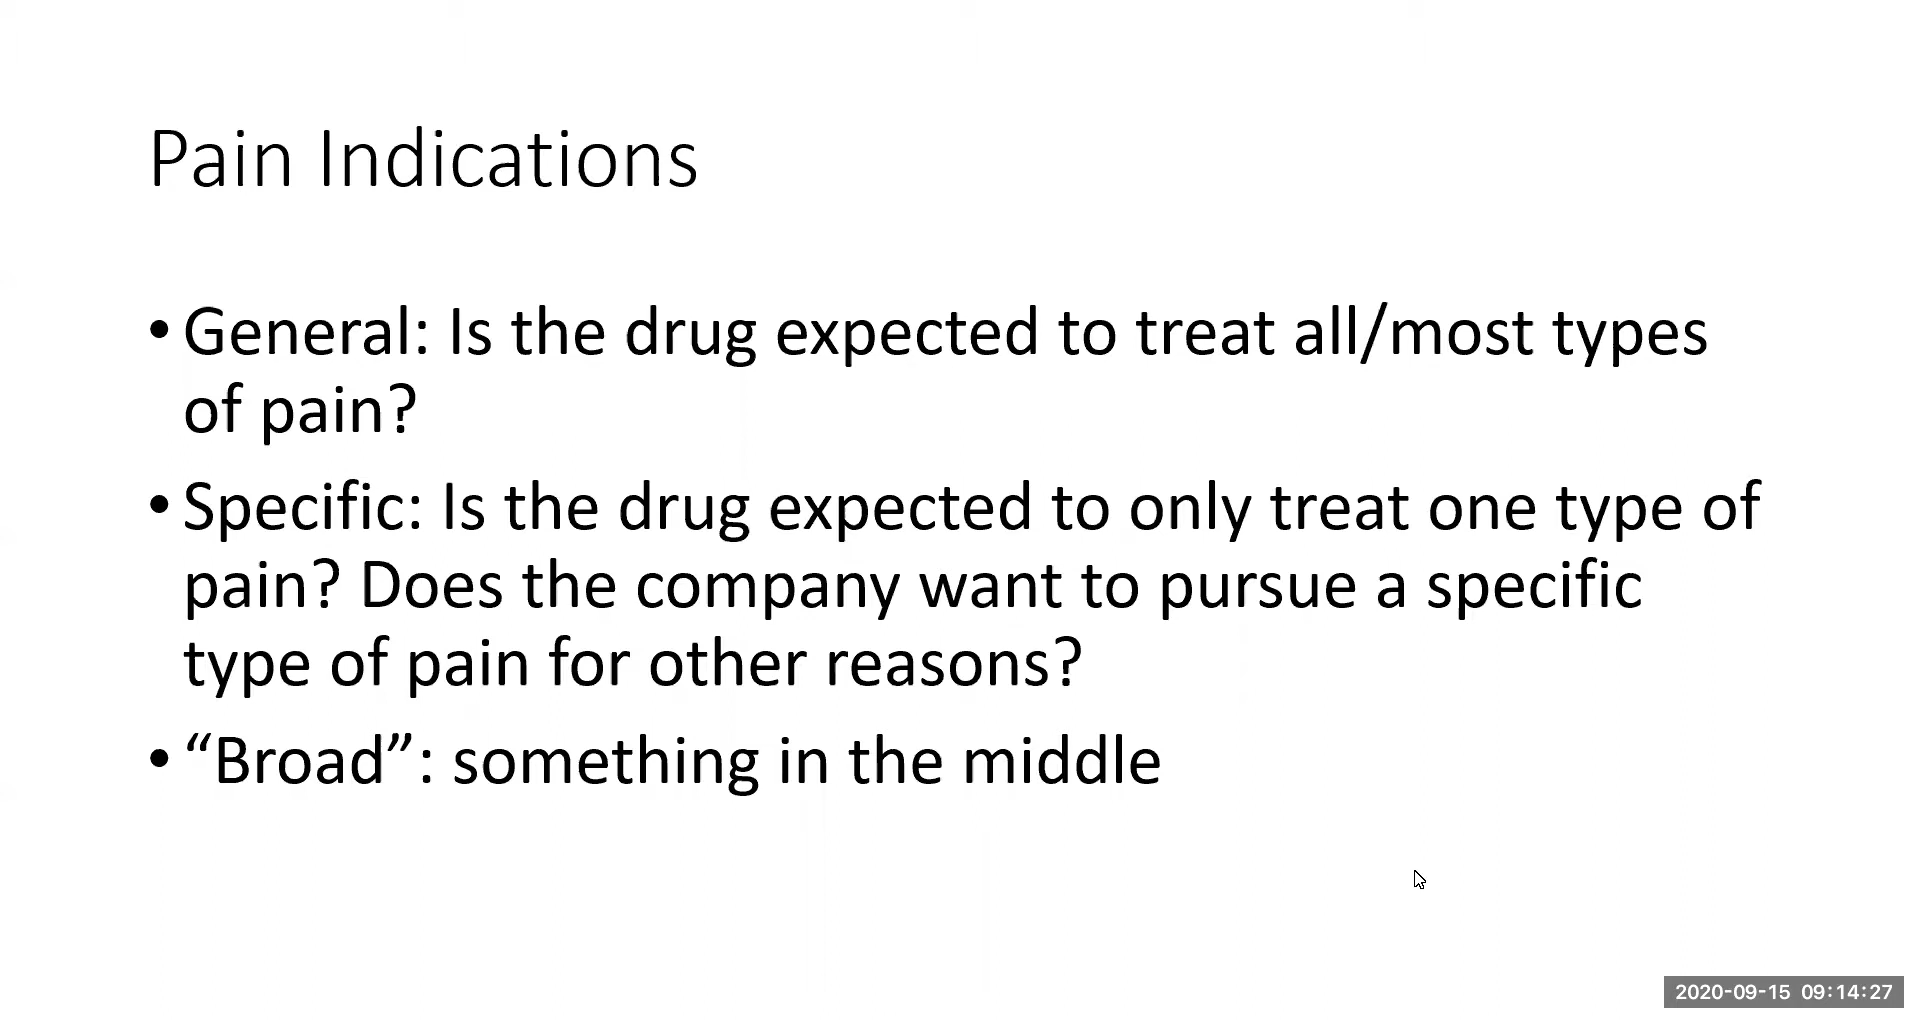 Pain Indications
• General: Is the drug expected to treat all/most types
of pain?
• Specific: Is the drug expected to only treat one type of
pain? Does the company want to pursue a specific
type of pain for other reasons?
• “Broad”: something in the middle
2020-09-15 09:14:27